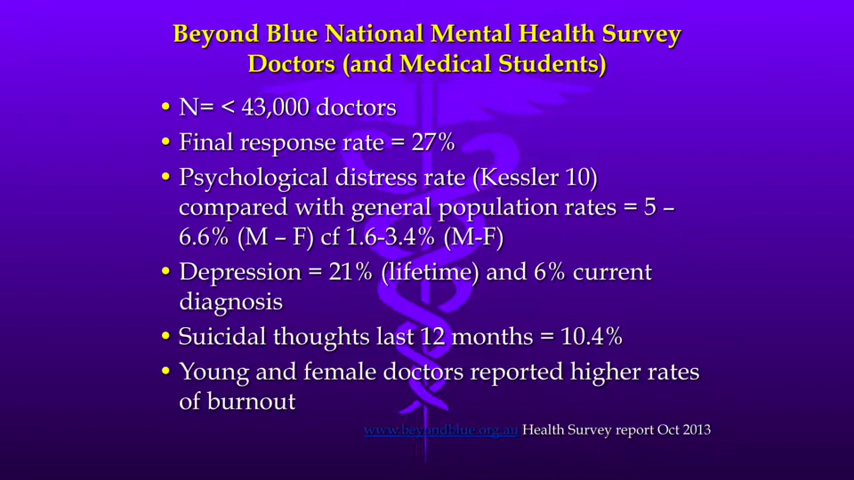 Beyond Blue National Mental Health Survey
Doctors (and Medical Students)
• N= < 43,000 doctors
• Final response rate = 27%
• Psychological distress rate (Kessler 10)
compared with general population rates = 5 –
6.6% (M – F) cf 1.6-3.4% (M-F)
• Depression = 21% (lifetime) and 6% current
diagnosis
• Suicidal thoughts last 12 months = 10.4%
• Young and female doctors reported higher rates
of burnout
www.beyondblue.org.au Health Survey report Oct 2013